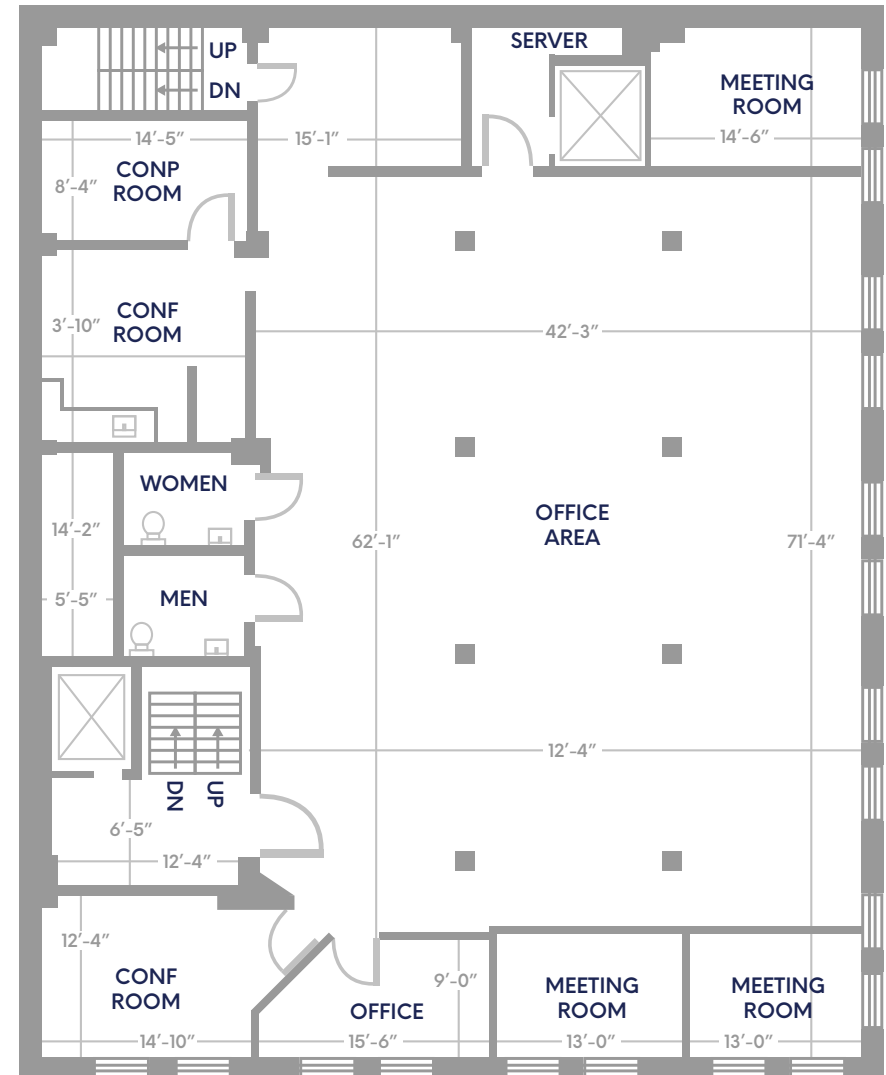 UP
DN
SERVER
MEETING
ROOM
14′-5″
15′-1″
14′-6″
CONP
ROOM
8′-4″
CONF
ROOM
3′-10″
42′-3″
WOMEN
OFFICE
AREA
14′-2″
62′-1″
71′-4″
5′-5″
MEN
12′-4″
DN
UP
6′-5″
12′-4″
12′-4″
CONF
ROOM
9′-0″
OFFICE
MEETING
ROOM
MEETING
ROOM
14′-10″
15′-6″
13′-0″
13′-0″